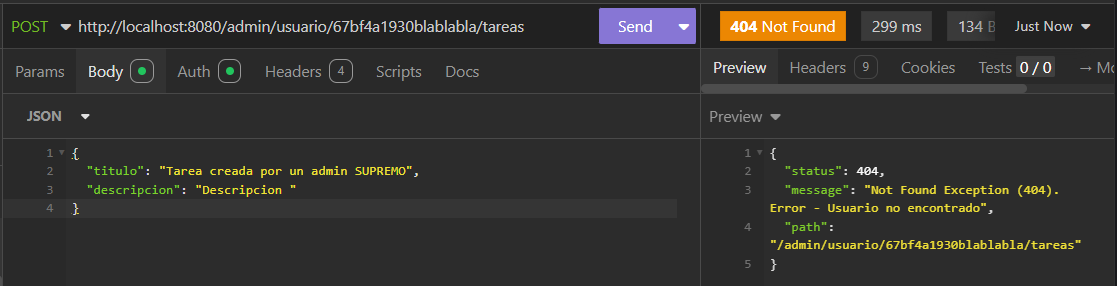 POST http://localhost:8080/admin/usuario/67bf4a1930blablabla/tareas Send
404 Not Found 299 ms 134 B Just Now
Params Body Auth Headers 4 Scripts Docs
Preview Headers 9 Cookies Tests 0 / 0 → Mo
JSON
Preview
1 {
2 "titulo": "Tarea creada por un admin SUPREMO",
3 "descripcion": "Descripcion "
4 }
1 {
2 "status": 404,
3 "message": "Not Found Exception (404).
Error - Usuario no encontrado",
4 "path":
"/admin/usuario/67bf4a1930blablabla/tareas"
5 }